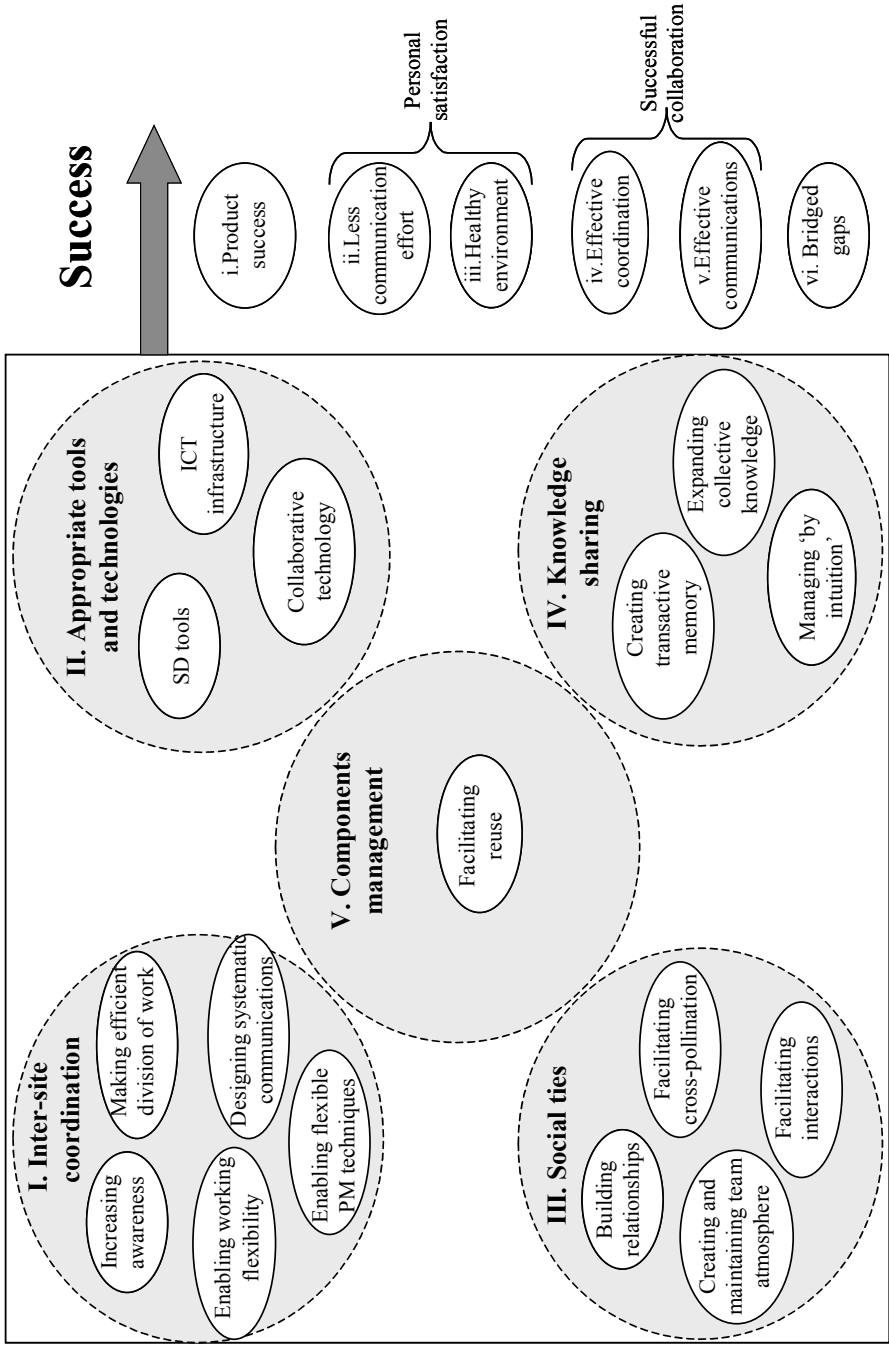 Success
I. Inter-site
coordination
Increasing
awareness
Making efficient
division of work
Enabling working
flexibility
Designing systematic
communications
Enabling flexible
PM techniques
II. Appropriate tools
and technologies
SD tools
ICT
infrastructure
Collaborative
technology
III. Social ties
Building
relationships
Facilitating
cross-pollination
Creating and
maintaining team
atmosphere
Facilitating
interactions
IV. Knowledge
sharing
Creating
transactive
memory
Expanding
collective
knowledge
Managing ‘by
intuition’
V. Components
management
Facilitating
reuse
i.Product
success
ii.Less
communication
effort
iii.Healthy
environment
Personal
satisfaction
iv.Effective
coordination
v.Effective
communications
Successful
collaboration
vi. Bridged
gaps